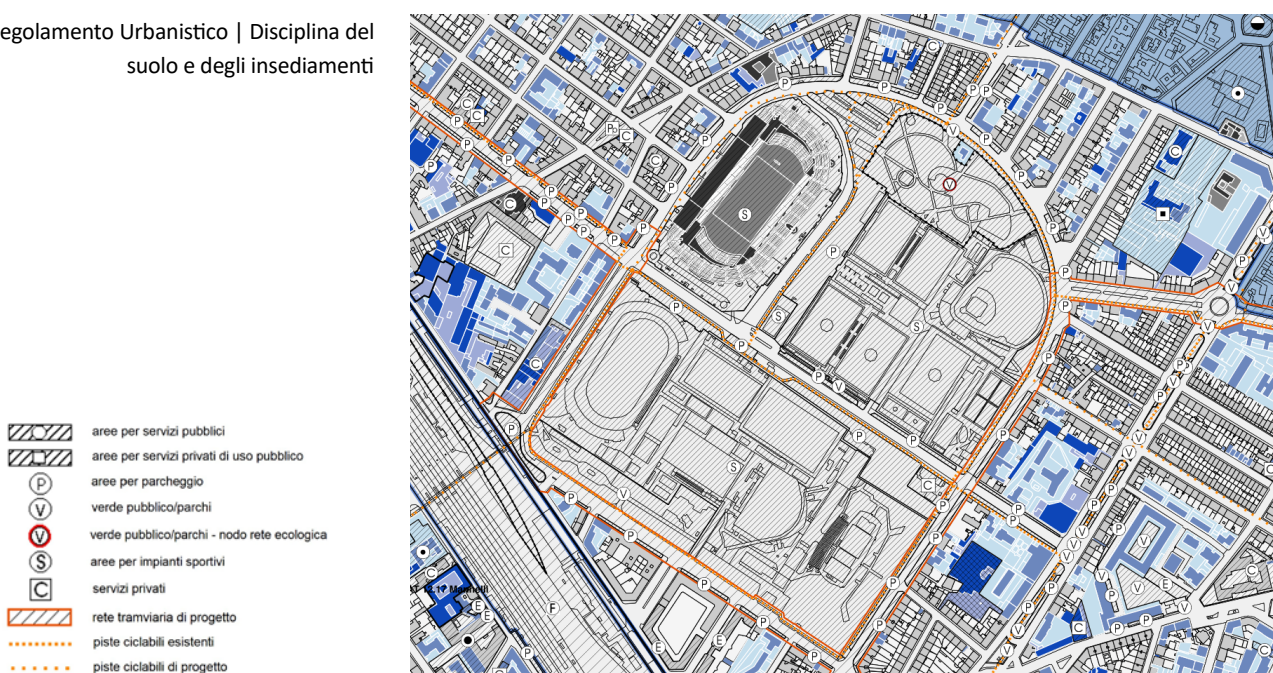 egolamento Urbanistico | Disciplina del
suolo e degli insediamenti
aree per servizi pubblici
aree per servizi privati di uso pubblico
P aree per parcheggio
V verde pubblico/parchi
V verde pubblico/parchi - nodo rete ecologica
S aree per impianti sportivi
C servizi privati
rete tramviaria di progetto
piste ciclabili esistenti
piste ciclabili di progetto